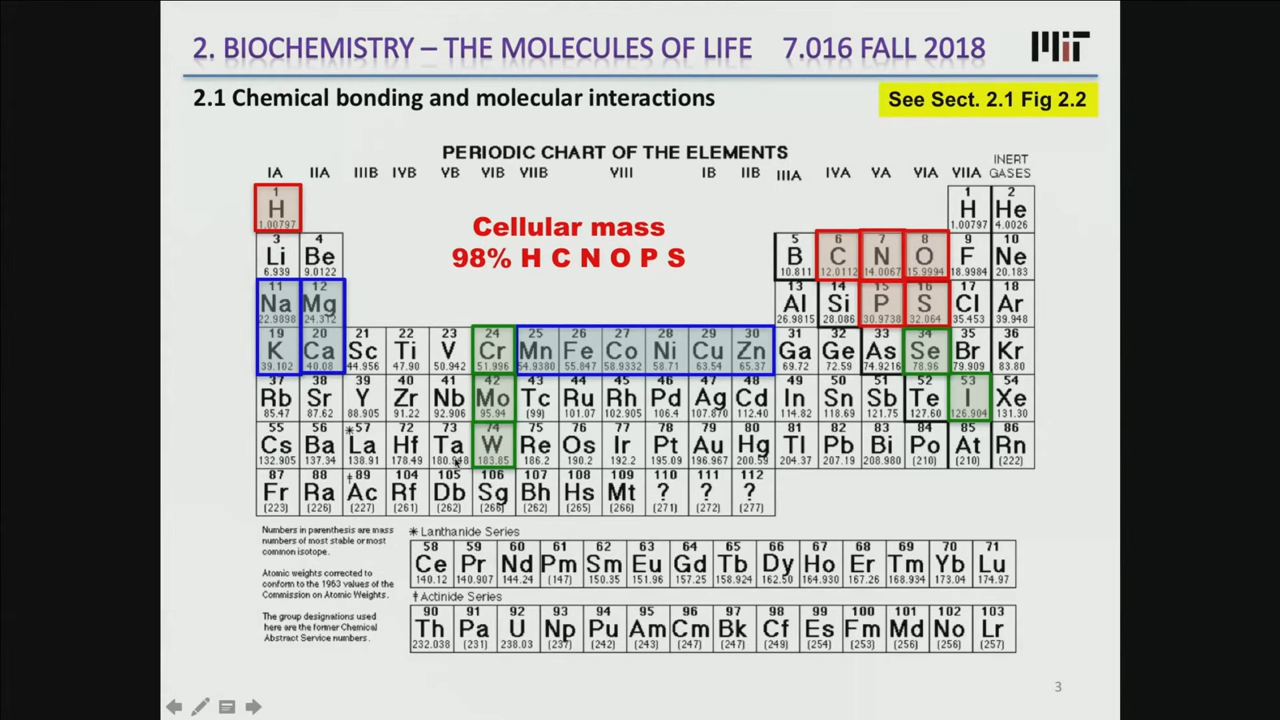 2. BIOCHEMISTRY – THE MOLECULES OF LIFE 7.016 FALL 2018
MIT
2.1 Chemical bonding and molecular interactions
See Sect. 2.1 Fig 2.2
PERIODIC CHART OF THE ELEMENTS
INERT
GASES
IA IIA IIIB IVB VB VIB VIIB VIII IB IIB IIIA IVA VA VIA VIIA
Cellular mass
98% H C N O P S
1 1 2
H H He
1.00797 1.00797 4.0026
3 4 5 6 7 8 9 10
Li Be B C N O F Ne
6.939 9.0122 10.811 12.0112 14.0067 15.9994 18.9984 20.183
11 12 13 14 15 16 17 18
Na Mg Al Si P S Cl Ar
22.9898 24.312 26.9815 28.086 30.9738 32.064 35.453 39.948
19 20 21 22 23 24 25 26 27 28 29 30 31 32 33 34 35 36
K Ca Sc Ti V Cr Mn Fe Co Ni Cu Zn Ga Ge As Se Br Kr
39.102 40.08 44.956 47.90 50.942 51.996 54.9380 55.847 58.9332 58.71 63.54 65.37 69.72 72.59 74.9216 78.96 79.909 83.80
37 38 39 40 41 42 43 44 45 46 47 48 49 50 51 52 53 54
Rb Sr Y Zr Nb Mo Tc Ru Rh Pd Ag Cd In Sn Sb Te I Xe
85.47 87.62 88.905 91.22 92.906 95.94 (99) 101.07 102.905 106.4 107.870 112.40 114.82 118.69 121.75 127.60 126.904 131.30
55 56 *57 72 73 74 75 76 77 78 79 80 81 82 83 84 85 86
Cs Ba La Hf Ta W Re Os Ir Pt Au Hg Tl Pb Bi Po At Rn
132.905 137.34 138.91 178.49 180.948 183.85 186.2 190.2 192.2 195.09 196.967 200.59 204.37 207.19 208.980 (210) (210) (222)
87 88 ‡89 104 105 106 107 108 109 110 111 112
Fr Ra Ac Rf Db Sg Bh Hs Mt ? ? ?
(223) (226) (227) (261) (262) (266) (262) (265) (266) (271) (272) (277)
Numbers in parenthesis are mass
numbers of most stable or most
common isotope.
Atomic weights corrected to
conform to the 1963 values of the
Commission on Atomic Weights.
The group designations used
here are the former Chemical
Abstract Service numbers.
* Lanthanide Series
58 59 60 61 62 63 64 65 66 67 68 69 70 71
Ce Pr Nd Pm Sm Eu Gd Tb Dy Ho Er Tm Yb Lu
140.12 140.907 144.24 (147) 150.35 151.96 157.25 158.924 162.50 164.930 167.26 168.934 173.04 174.97
‡ Actinide Series
90 91 92 93 94 95 96 97 98 99 100 101 102 103
Th Pa U Np Pu Am Cm Bk Cf Es Fm Md No Lr
232.038 (231) 238.03 (237) (242) (243) (247) (247) (249) (254) (253) (256) (256) (257)
3